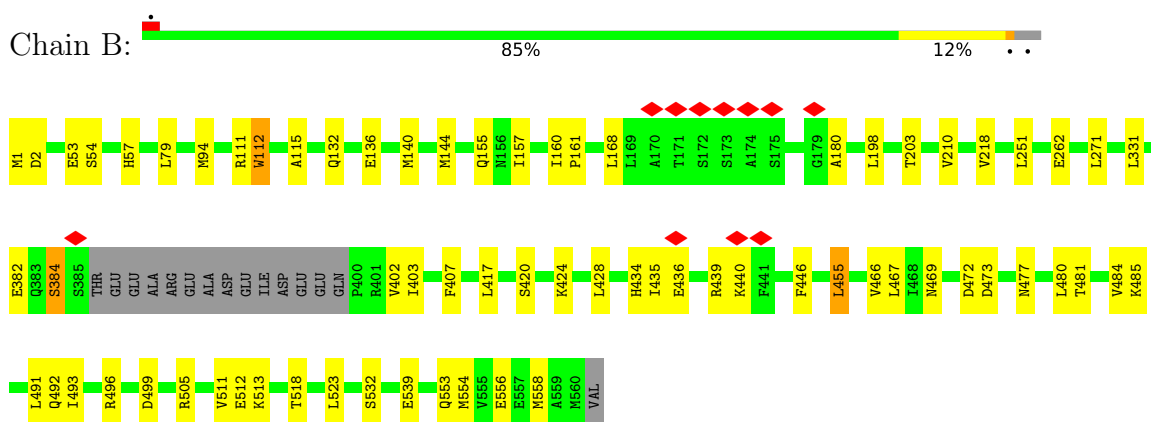 Chain B:
85%
12%
M1 D2 E53 S54 H57 L79 M94 R111 W112 A115 Q132 E136 M140 M144 Q155 N156 I157 I160 P161 L168 L169 A170 T171 S172 S173 A174 S175 G179 A180 L198 T203 V210 V218 L251 E262 L271 L331
E382 Q383 S384 S385 THR GLU GLU ALA ARG GLU ALA ASP GLU ILE ASP GLU GLU GLN P400 R401 V402 I403 F407 L417 S420 K424 L428 H434 I435 E436 R439 K440 F441 F446 L455 V466 L467 I468 N469 D472 D473 N477 L480 T481 V484 K485
L491 Q492 I493 R496 D499 R505 V511 E512 K513 T518 L523 S532 E539 Q553 M554 V555 E556 E557 M558 A559 M560 VAL